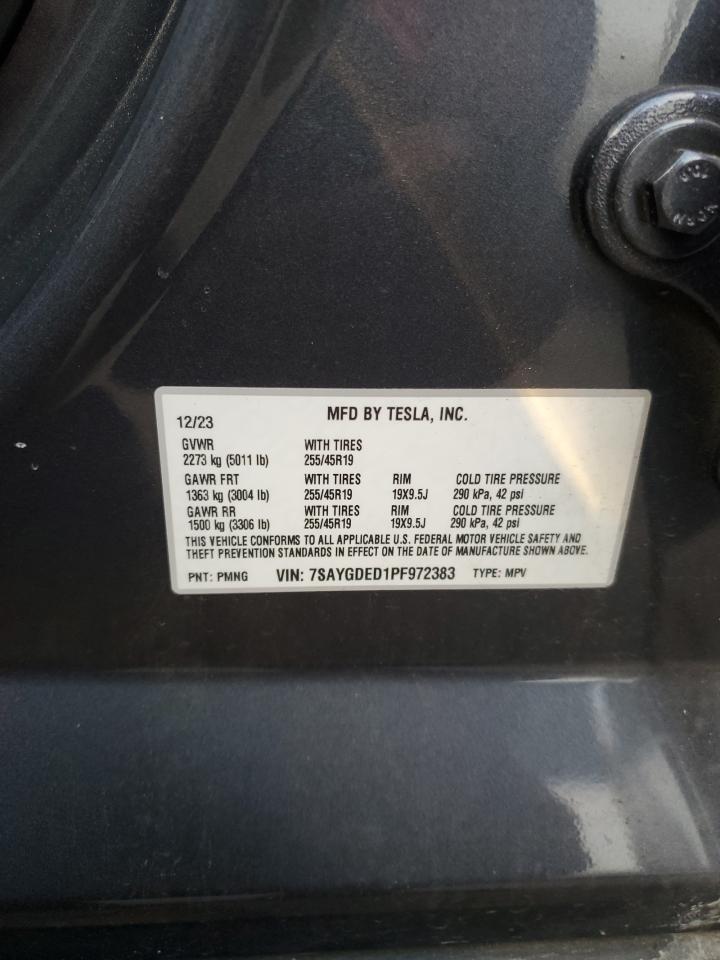 12/23 MFD BY TESLA, INC.
GVWR WITH TIRES
2273 kg (5011 lb) 255/45R19
GAWR FRT WITH TIRES RIM COLD TIRE PRESSURE
1363 kg (3004 lb) 255/45R19 19X9.5J 290 kPa, 42 psi
GAWR RR WITH TIRES RIM COLD TIRE PRESSURE
1500 kg (3306 lb) 255/45R19 19X9.5J 290 kPa, 42 psi
THIS VEHICLE CONFORMS TO ALL APPLICABLE U.S. FEDERAL MOTOR VEHICLE SAFETY AND
THEFT PREVENTION STANDARDS IN EFFECT ON THE DATE OF MANUFACTURE SHOWN ABOVE.
PNT: PMNG VIN: 7SAYGDED1PF972383 TYPE: MPV